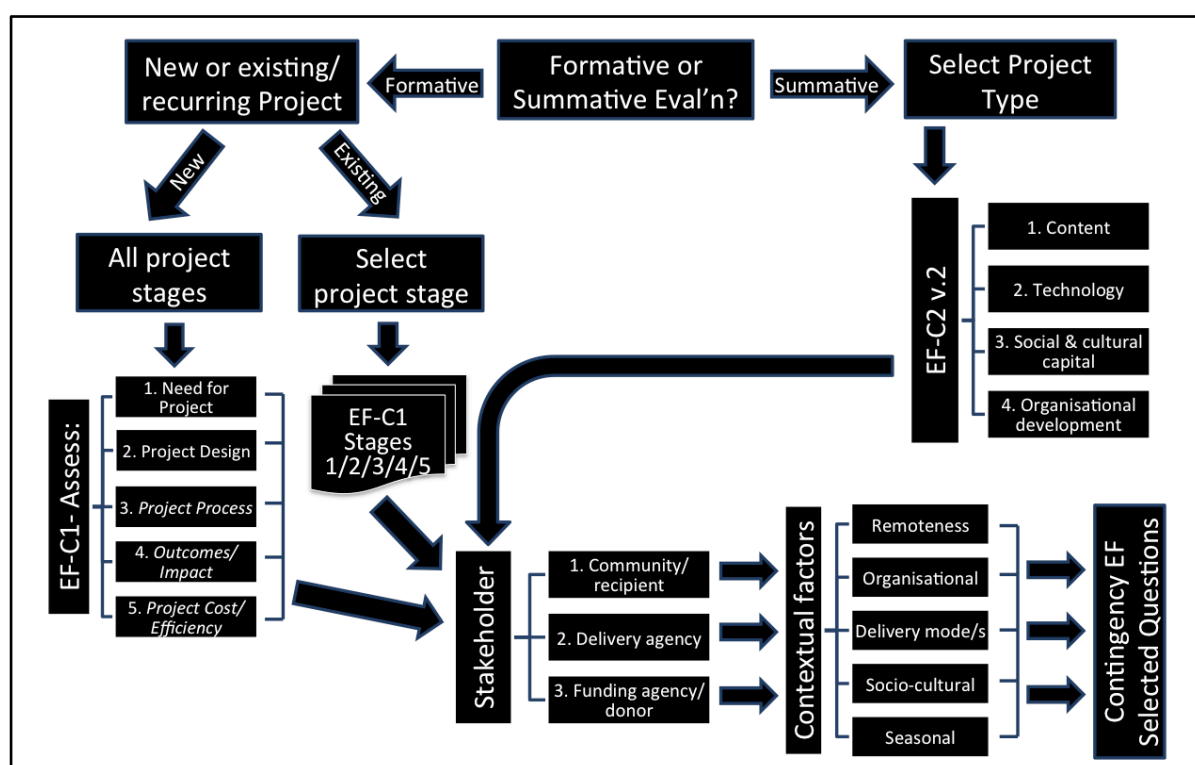 New or existing/
recurring Project
Formative
Formative or
Summative Eval'n?
Summative
Select Project
Type
New
Existing
All project
stages
Select
project stage
EF-C2 v.2
1. Content
2. Technology
3. Social & cultural
capital
4. Organisational
development
EF-C1- Assess:
1. Need for
Project
2. Project Design
3. Project Process
4. Outcomes/
Impact
5. Project Cost/
Efficiency
EF-C1
Stages
1/2/3/4/5
Stakeholder
1. Community/
recipient
2. Delivery agency
3. Funding agency/
donor
Contextual factors
Remoteness
Organisational
Delivery mode/s
Socio-cultural
Seasonal
Contingency EF
Selected Questions